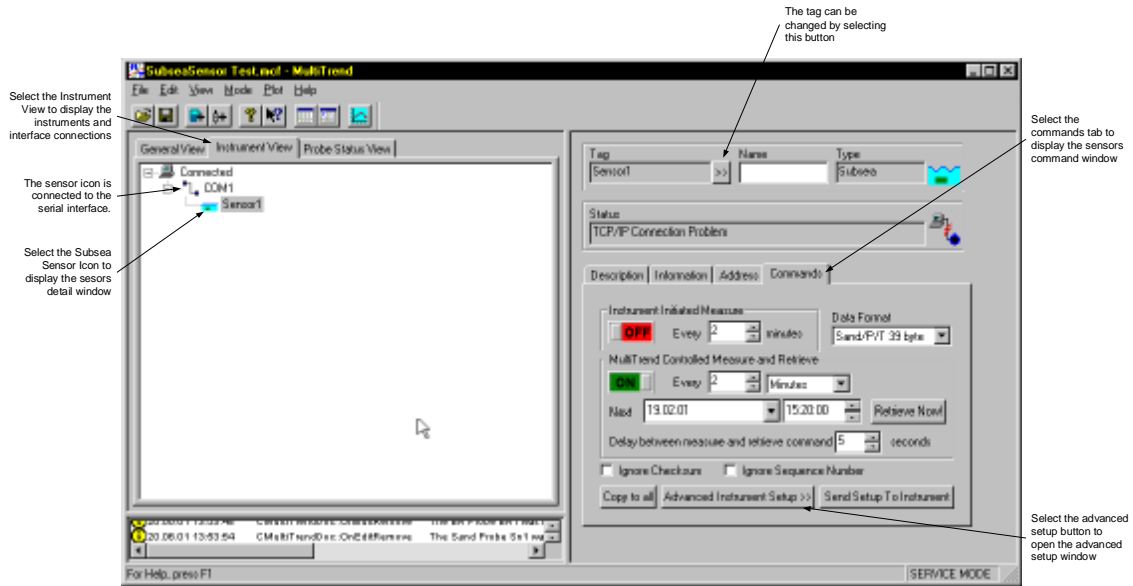 The tag can be
changed by selecting
this button
SubseaSensor Test.mcf - MultiTrend
File Edit View Mode Plot Help
Select the Instrument
View to display the
instruments and
interface connections
General View Instrument View Probe Status View
Connected
COM1
Sensor1
The sensor icon is
connected to the
serial interface.
Select the Subsea
Sensor Icon to
display the sesors
detail window
Tag Name Type
Sensor1 >> Subsea
Status
TCP/IP Connection Problem
Select the
commands tab to
display the sensors
command window
Description Information Address Commands
Instrument Initiated Measure
OFF Every 2 minutes
Data Format
Sand/P/T 39 byte
MultiTrend Controlled Measure and Retrieve
ON Every 2 Minutes
Next 19.02.01 15:20:00 Retrieve Now!
Delay between measure and retrieve command 5 seconds
Ignore Checksum Ignore Sequence Number
Copy to all Advanced Instrument Setup >> Send Setup To Instrument
Select the advanced
setup button to
open the advanced
setup window
20.06.01 13:53:54 CMultiTrendDoc::OnEditRemove The Sand Probe Sn1
For Help, press F1
SERVICE MODE